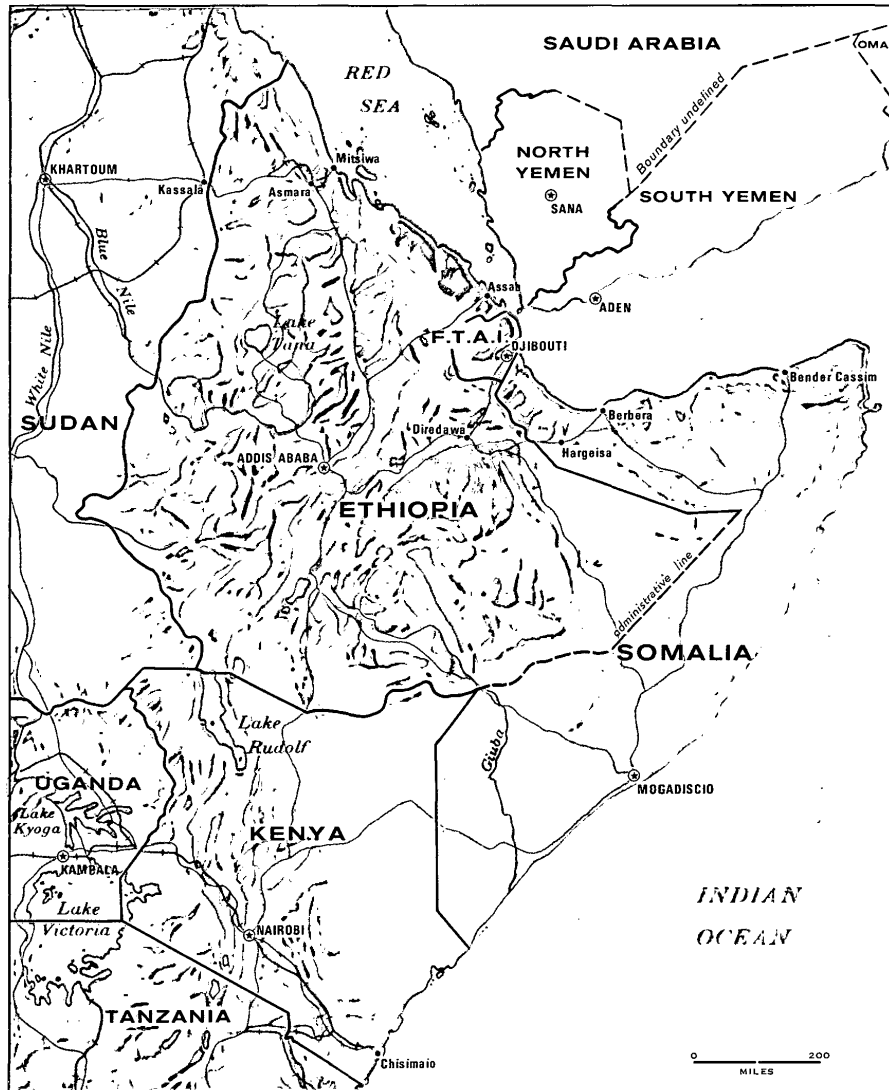 SAUDI ARABIA
OMA
RED
SEA
Boundary undefined
NORTH
YEMEN
SANA
SOUTH YEMEN
Mitsiwa
KHARTOUM
Kassala
Asmara
Blue
Nile
White Nile
Assab
ADEN
Lake
Tana
F.T.A.I.
DJIBOUTI
Bender Cassim
SUDAN
Berbera
Diredawa
Hargeisa
ADDIS ABABA
ETHIOPIA
administrative line
SOMALIA
Lake
Rudolf
Giuba
MOGADISCIO
UGANDA
Lake
Kyoga
KENYA
KAMBALA
Lake
Victoria
NAIROBI
INDIAN
OCEAN
TANZANIA
Chisimaio
0 200
MILES